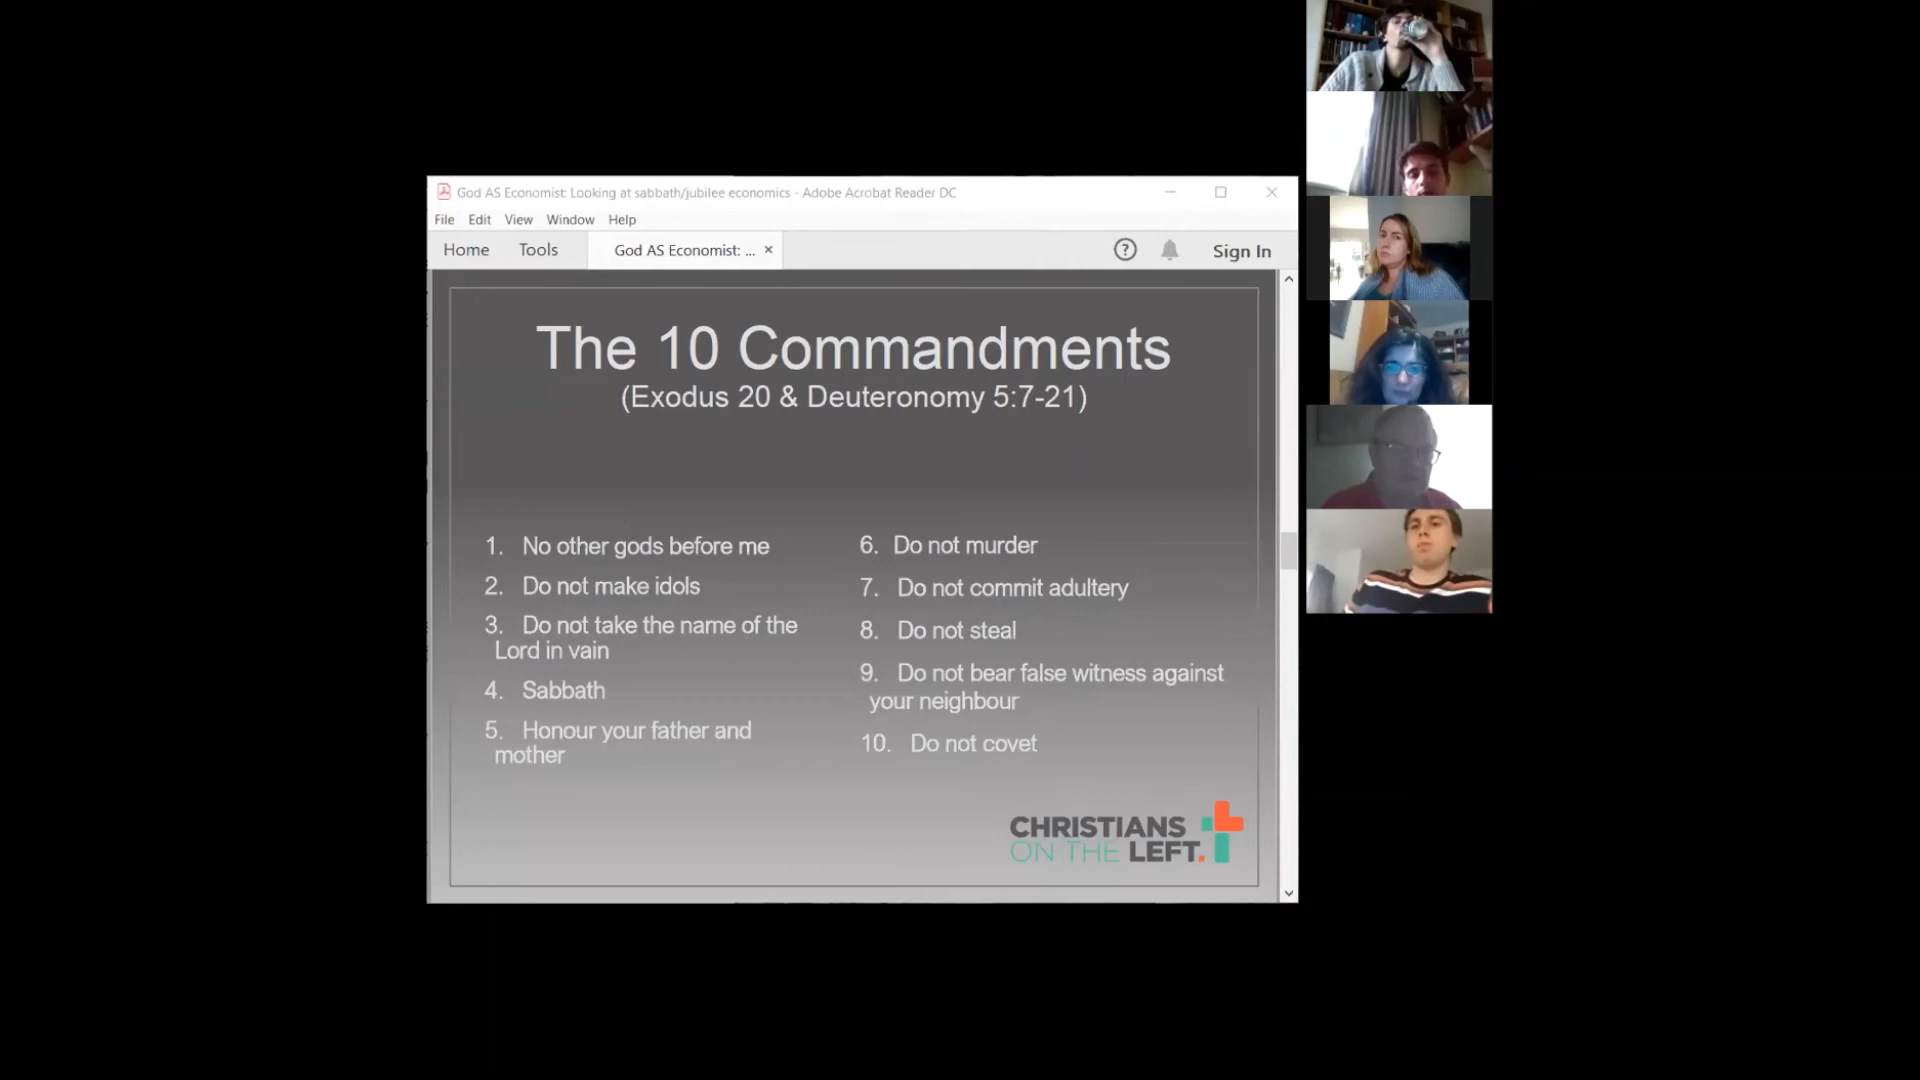 God AS Economist: Looking at sabbath/jubilee economics - Adobe Acrobat Reader DC
File Edit View Window Help
Home Tools God AS Economist: ... × ? Sign In
The 10 Commandments
(Exodus 20 & Deuteronomy 5:7-21)
1. No other gods before me
2. Do not make idols
3. Do not take the name of the
Lord in vain
4. Sabbath
5. Honour your father and
mother
6. Do not murder
7. Do not commit adultery
8. Do not steal
9. Do not bear false witness against
your neighbour
10. Do not covet
CHRISTIANS
ON THE LEFT.